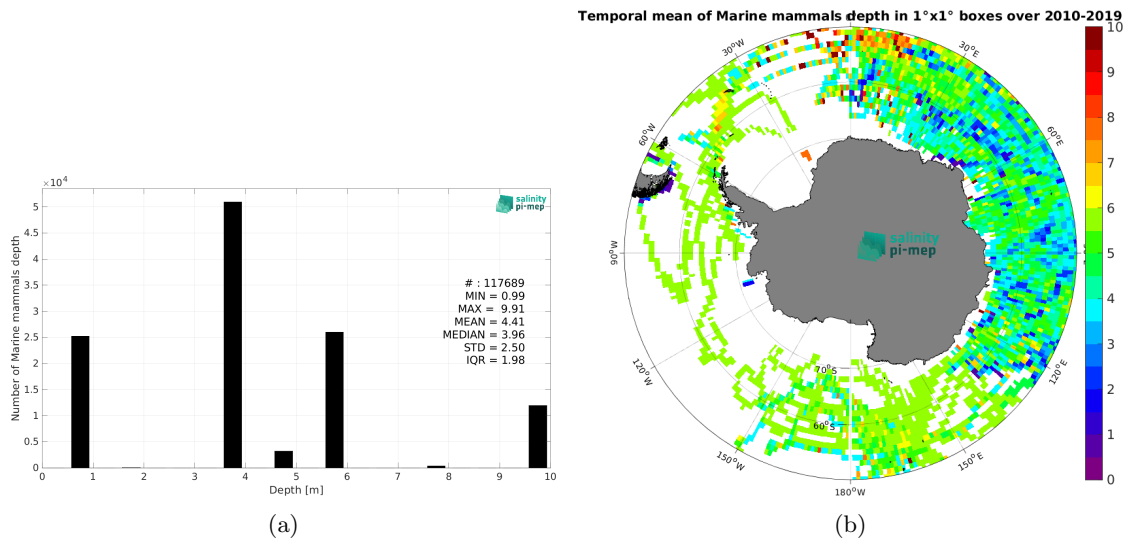 Temporal mean of Marine mammals depth in 1°x1° boxes over 2010-2019
×10⁴
5
4.5
4
3.5
3
2.5
2
1.5
1
0.5
0
Number of Marine mammals depth
salinity
pi-mep
# : 117689
MIN = 0.99
MAX = 9.91
MEAN = 4.41
MEDIAN = 3.96
STD = 2.50
IQR = 1.98
0 1 2 3 4 5 6 7 8 9 10
Depth [m]
(a)
0°
30°W
30°E
60°W
60°E
90°W
120°W
120°E
150°W
150°E
180°W
70°S
60°S
salinity
pi-mep
10
9
8
7
6
5
4
3
2
1
0
(b)